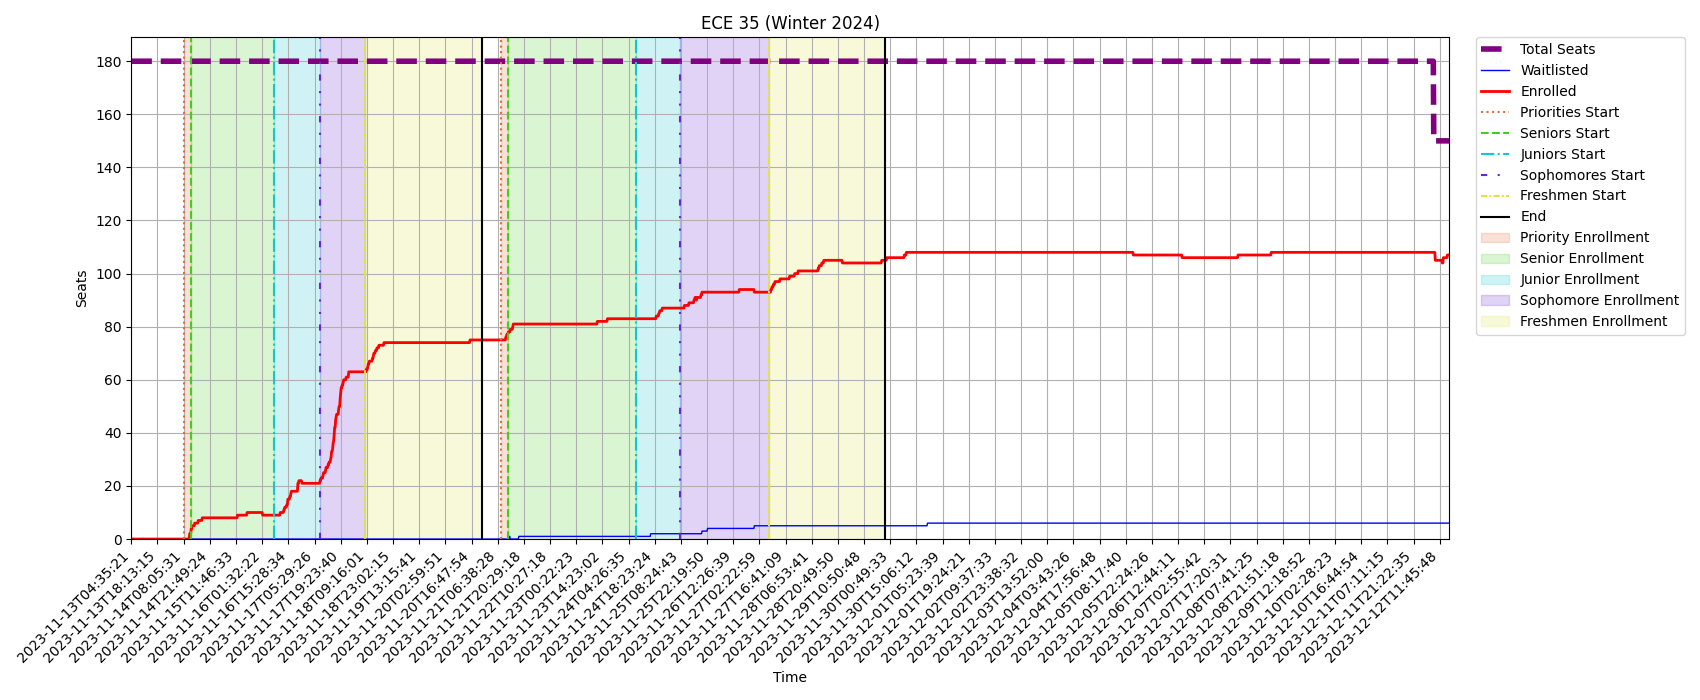 ECE 35 (Winter 2024)
Seats
180
160
140
120
100
80
60
40
20
0
2023-11-13T04:35:21
2023-11-13T18:13:15
2023-11-14T08:05:31
2023-11-14T21:49:24
2023-11-15T11:46:33
2023-11-16T01:32:22
2023-11-16T15:28:34
2023-11-17T05:29:26
2023-11-17T19:23:40
2023-11-18T09:16:01
2023-11-18T23:02:15
2023-11-19T13:15:41
2023-11-20T02:59:51
2023-11-20T16:47:54
2023-11-21T06:38:28
2023-11-21T20:29:18
2023-11-22T10:27:18
2023-11-23T00:22:23
2023-11-23T14:23:02
2023-11-24T04:26:35
2023-11-24T18:23:24
2023-11-25T08:24:43
2023-11-25T22:19:50
2023-11-26T12:26:39
2023-11-27T02:22:59
2023-11-27T16:41:09
2023-11-28T06:53:41
2023-11-28T20:49:50
2023-11-29T10:50:48
2023-11-30T00:49:33
2023-11-30T15:06:12
2023-12-01T05:23:39
2023-12-01T19:24:21
2023-12-02T09:37:33
2023-12-02T23:38:32
2023-12-03T13:52:00
2023-12-04T03:43:26
2023-12-04T17:56:48
2023-12-05T08:17:40
2023-12-05T22:24:26
2023-12-06T12:44:11
2023-12-07T02:55:42
2023-12-07T17:20:31
2023-12-08T07:41:25
2023-12-08T21:51:18
2023-12-09T12:18:52
2023-12-10T02:28:23
2023-12-10T16:44:54
2023-12-11T07:11:15
2023-12-11T21:22:35
2023-12-12T11:45:48
Time
Total Seats
Waitlisted
Enrolled
Priorities Start
Seniors Start
Juniors Start
Sophomores Start
Freshmen Start
End
Priority Enrollment
Senior Enrollment
Junior Enrollment
Sophomore Enrollment
Freshmen Enrollment